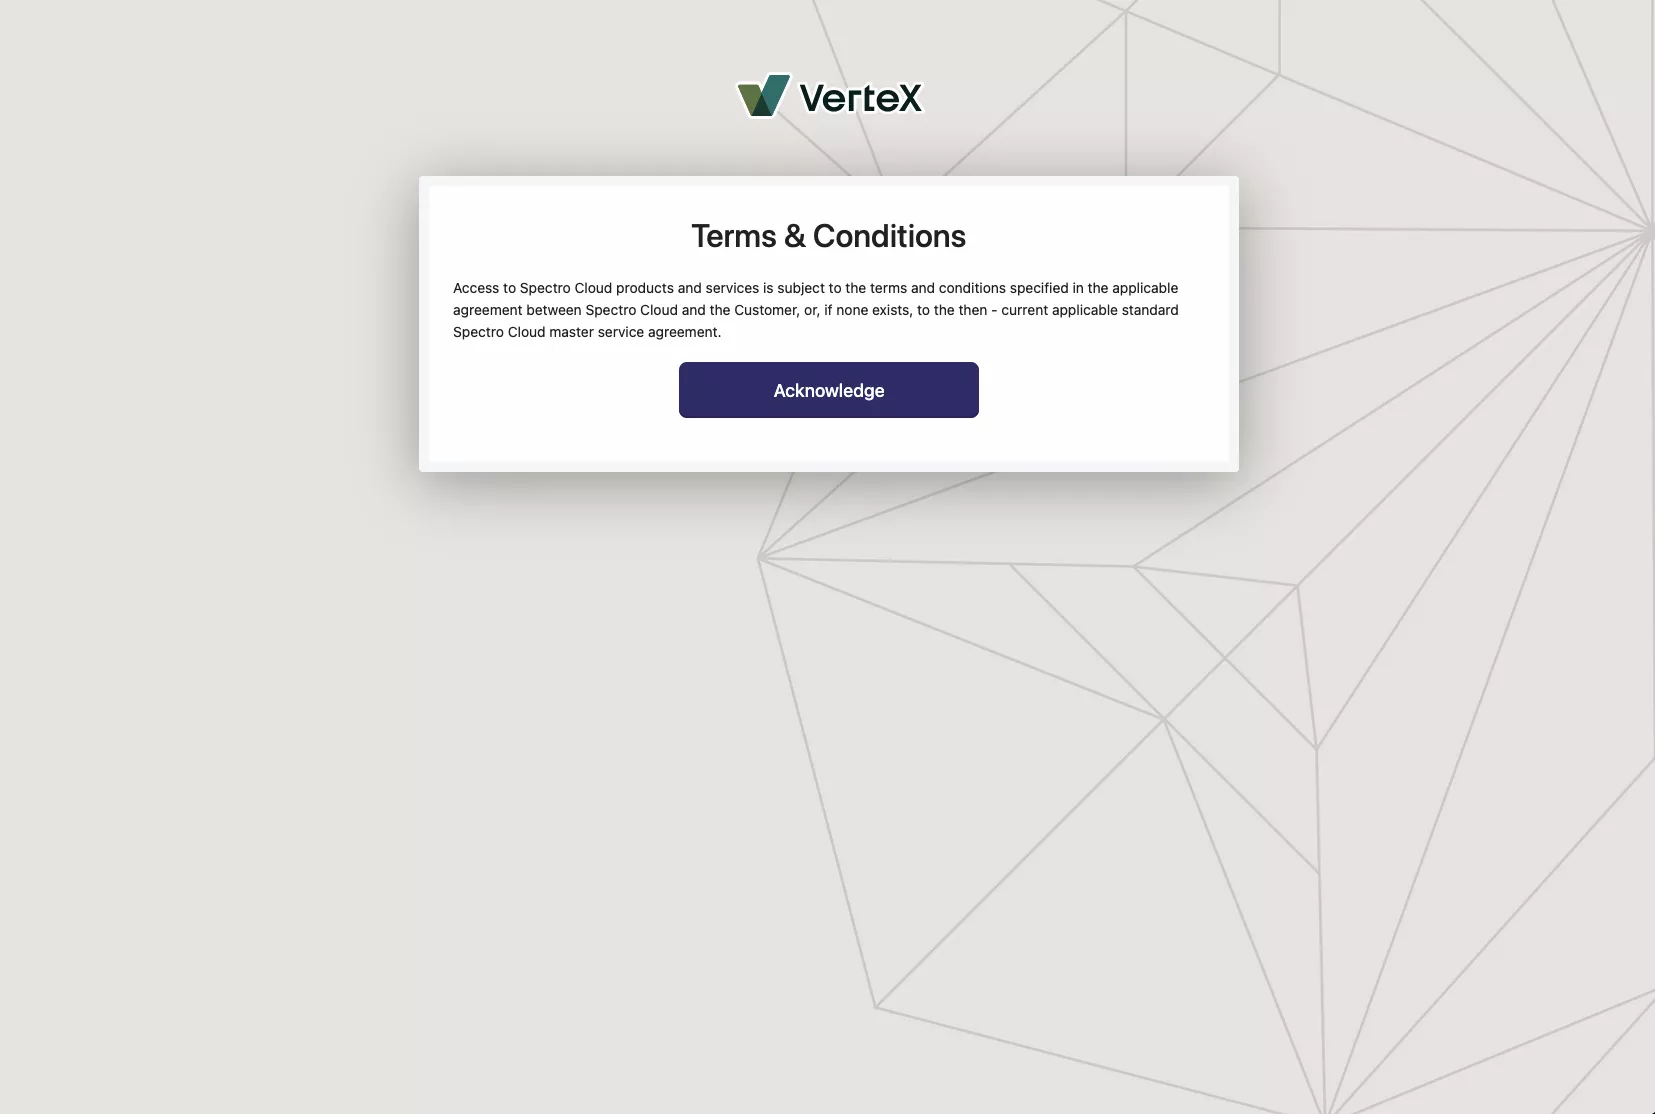 VerteX
Terms & Conditions
Access to Spectro Cloud products and services is subject to the terms and conditions specified in the applicable
agreement between Spectro Cloud and the Customer, or, if none exists, to the then - current applicable standard
Spectro Cloud master service agreement.
Acknowledge